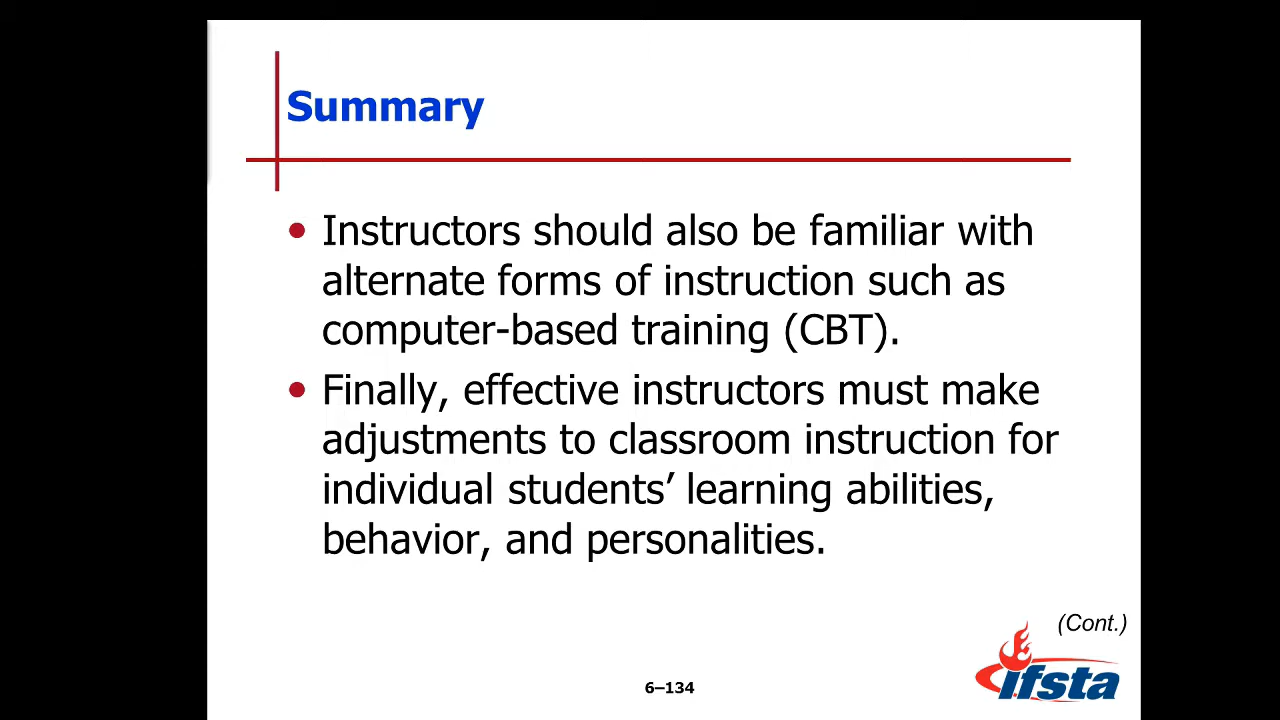 Summary
• Instructors should also be familiar with
alternate forms of instruction such as
computer-based training (CBT).
• Finally, effective instructors must make
adjustments to classroom instruction for
individual students’ learning abilities,
behavior, and personalities.
(Cont.)
ifsta
6–134